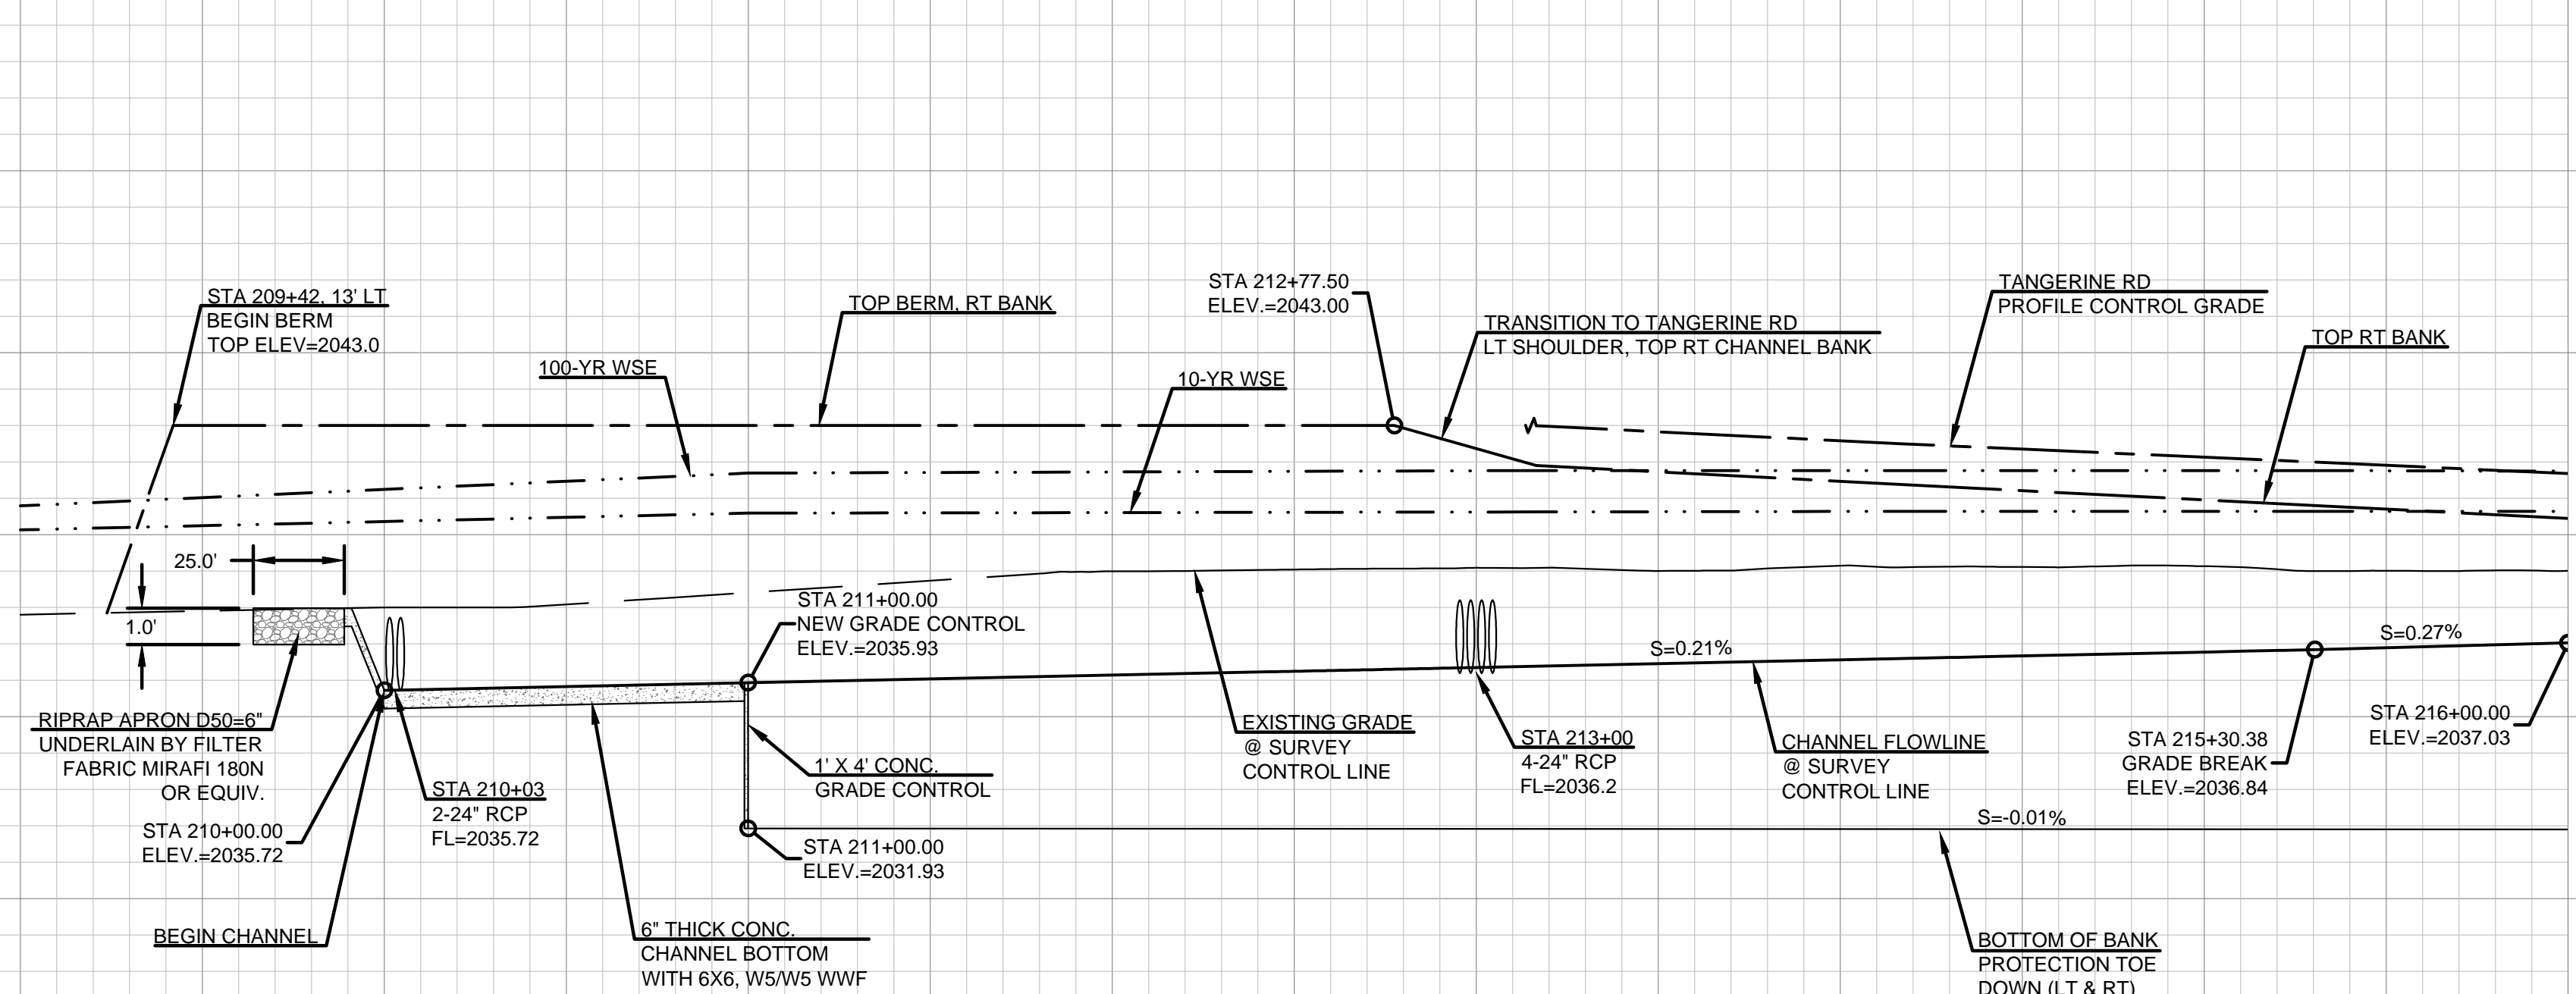 STA 209+42, 13' LT
BEGIN BERM
TOP ELEV=2043.0
100-YR WSE
TOP BERM, RT BANK
10-YR WSE
STA 212+77.50
ELEV.=2043.00
TRANSITION TO TANGERINE RD
LT SHOULDER, TOP RT CHANNEL BANK
TANGERINE RD
PROFILE CONTROL GRADE
TOP RT BANK
25.0'
1.0'
RIPRAP APRON D50=6"
UNDERLAIN BY FILTER
FABRIC MIRAFI 180N
OR EQUIV.
STA 210+00.00
ELEV.=2035.72
BEGIN CHANNEL
STA 210+03
2-24" RCP
FL=2035.72
STA 211+00.00
NEW GRADE CONTROL
ELEV.=2035.93
1' X 4' CONC.
GRADE CONTROL
STA 211+00.00
ELEV.=2031.93
6" THICK CONC.
CHANNEL BOTTOM
WITH 6X6, W5/W5 WWF
EXISTING GRADE
@ SURVEY
CONTROL LINE
STA 213+00
4-24" RCP
FL=2036.2
S=0.21%
CHANNEL FLOWLINE
@ SURVEY
CONTROL LINE
S=0.27%
STA 215+30.38
GRADE BREAK
ELEV.=2036.84
STA 216+00.00
ELEV.=2037.03
S=-0.01%
BOTTOM OF BANK
PROTECTION TOE
DOWN (LT & RT)